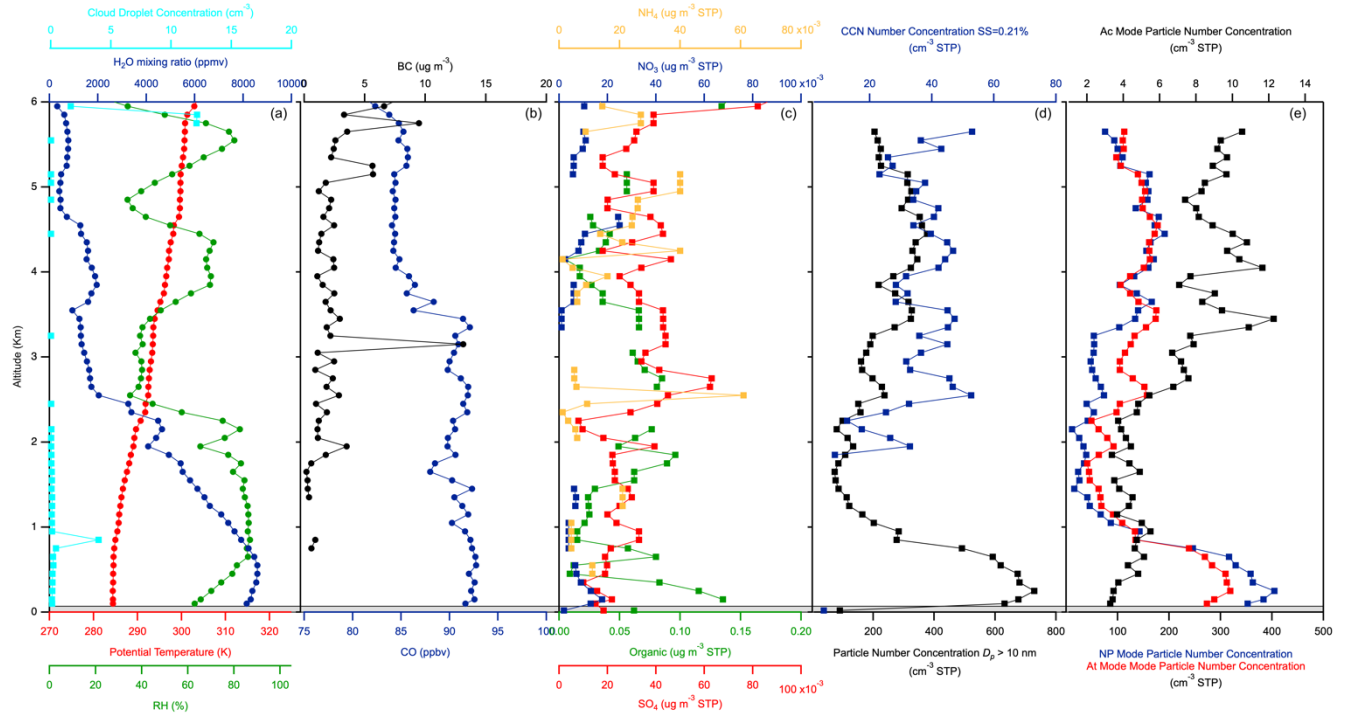 Cloud Droplet Concentration (cm⁻³)
0 5 10 15 20
H₂O mixing ratio (ppmv)
0 2000 4000 6000 8000 10000
BC (ug m⁻³)
0 5 10 15 20
NH₄ (ug m⁻³ STP)
0 20 40 60 80 100 x10⁻³
NO₃ (ug m⁻³ STP)
0 20 40 60 80 100 x10⁻³
CCN Number Concentration SS=0.21%
(cm⁻³ STP)
20 40 60 80
Ac Mode Particle Number Concentration
(cm⁻³ STP)
2 4 6 8 10 12 14
(a) (b) (c) (d) (e)
Altitude (Km)
6
5
4
3
2
1
0
270 280 290 300 310 320
Potential Temperature (K)
0 20 40 60 80 100
RH (%)
75 80 85 90 95 100
CO (ppbv)
0.00 0.05 0.10 0.15 0.20
Organic (ug m⁻³ STP)
0 20 40 60 80 100 x10⁻³
SO₄ (ug m⁻³ STP)
200 400 600 800
Particle Number Concentration Dₚ > 10 nm
(cm⁻³ STP)
100 200 300 400 500
NP Mode Particle Number Concentration
At Mode Mode Particle Number Concentration
(cm⁻³ STP)